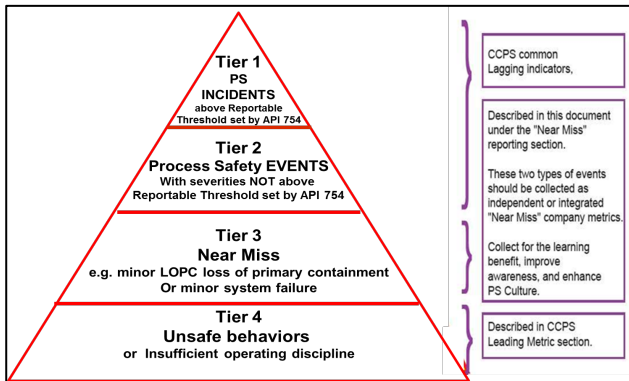 Tier 1
PS
INCIDENTS
above Reportable
Threshold set by API 754
Tier 2
Process Safety EVENTS
With severities NOT above
Reportable Threshold set by API 754
Tier 3
Near Miss
e.g. minor LOPC loss of primary containment
Or minor system failure
Tier 4
Unsafe behaviors
or Insufficient operating discipline
CCPS common
Lagging indicators,
Described in this document
under the "Near Miss"
reporting section.
These two types of events
should be collected as
independent or integrated
"Near Miss" company metrics.
Collect for the learning
benefit, improve
awareness, and enhance
PS Culture.
Described in CCPS
Leading Metric section.